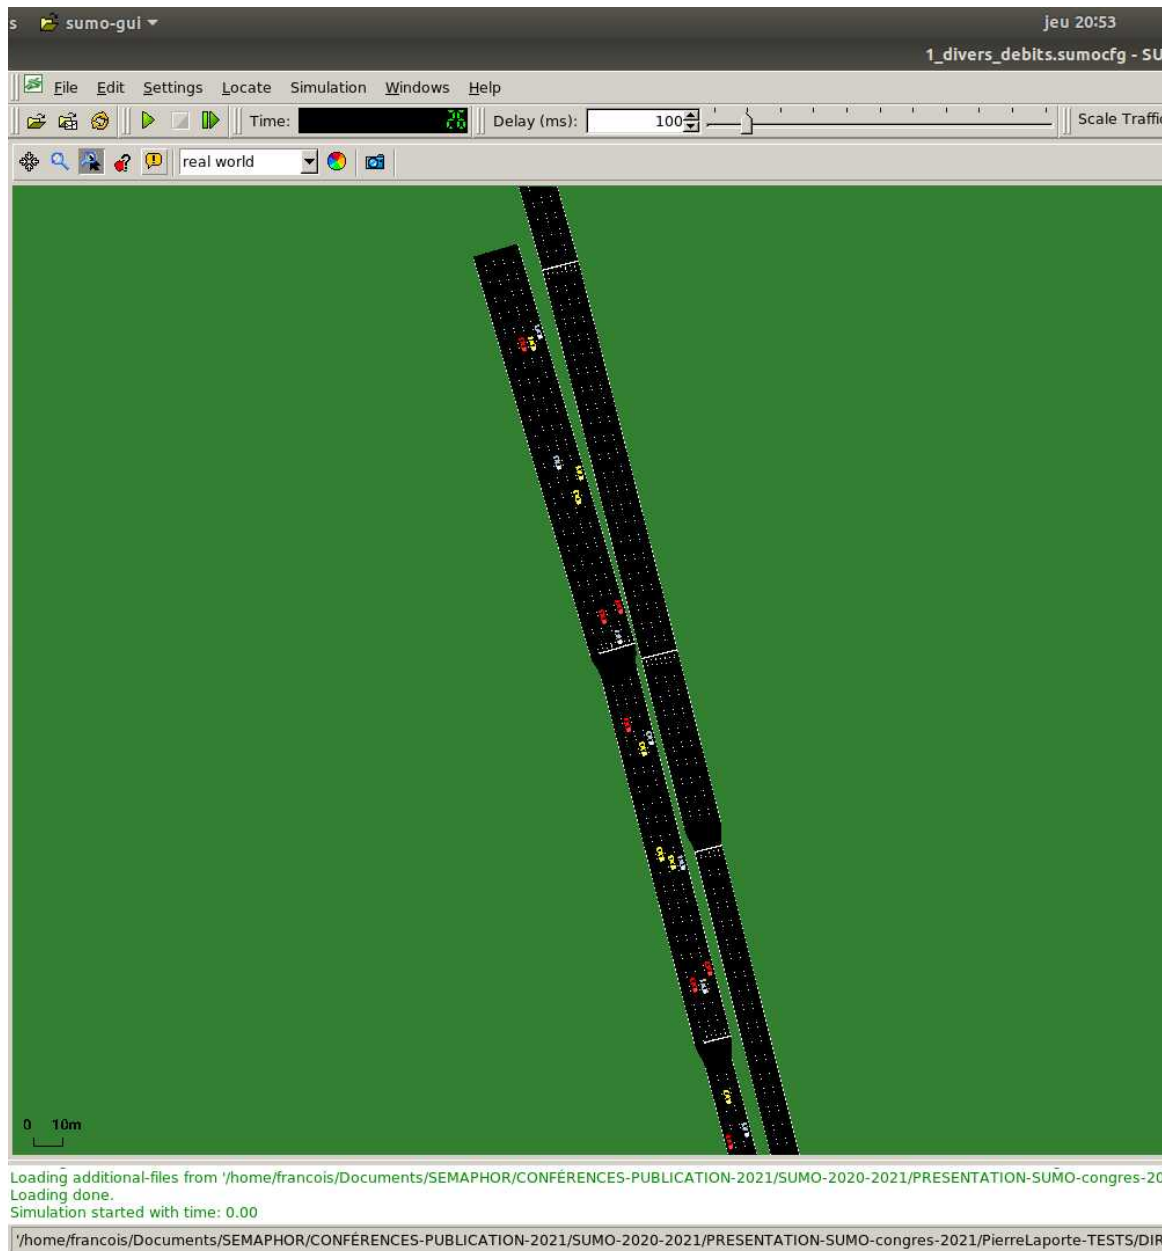 s sumo-gui jeu 20:53
1_divers_debits.sumocfg - SU
File Edit Settings Locate Simulation Windows Help
Time: 26 Delay (ms): 100 Scale Traffic
real world
0 10m
Loading additional-files from '/home/francois/Documents/SEMAPHOR/CONFÉRENCES-PUBLICATION-2021/SUMO-2020-2021/PRESENTATION-SUMO-congres-20
Loading done.
Simulation started with time: 0.00
'/home/francois/Documents/SEMAPHOR/CONFÉRENCES-PUBLICATION-2021/SUMO-2020-2021/PRESENTATION-SUMO-congres-2021/PierreLaporte-TESTS/DIR